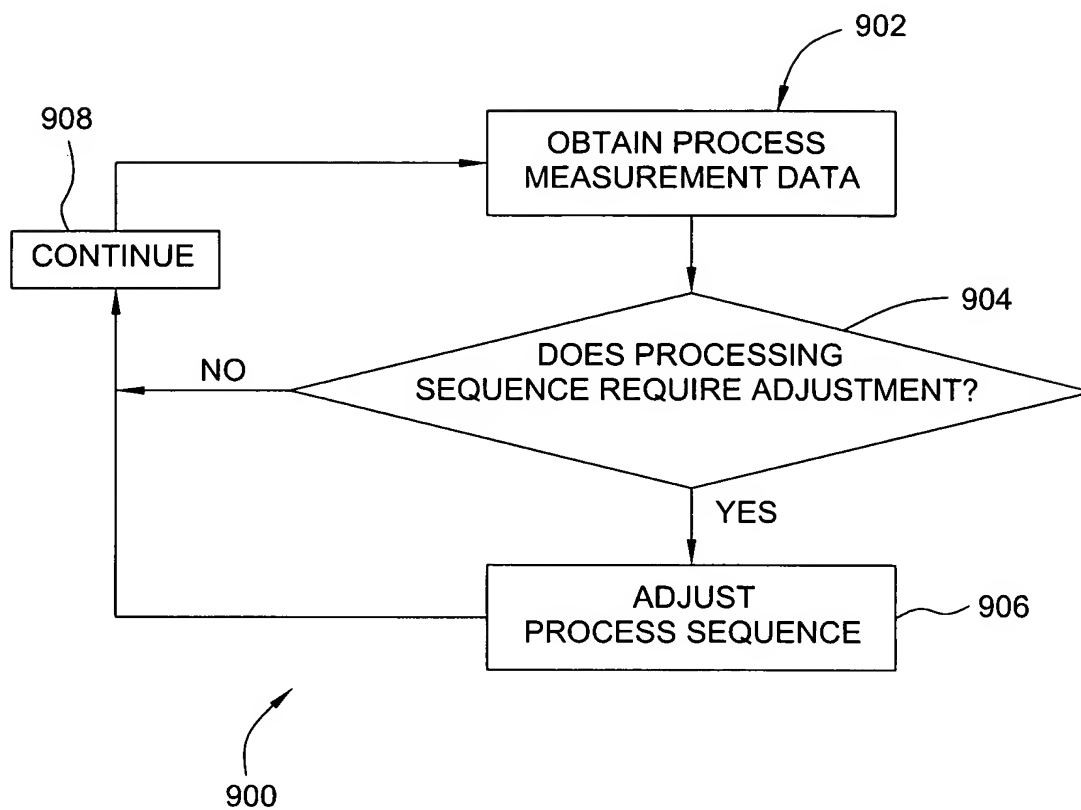 902
908
OBTAIN PROCESS
MEASUREMENT DATA
CONTINUE
904
DOES PROCESSING
SEQUENCE REQUIRE ADJUSTMENT?
NO
YES
ADJUST
PROCESS SEQUENCE
906
900